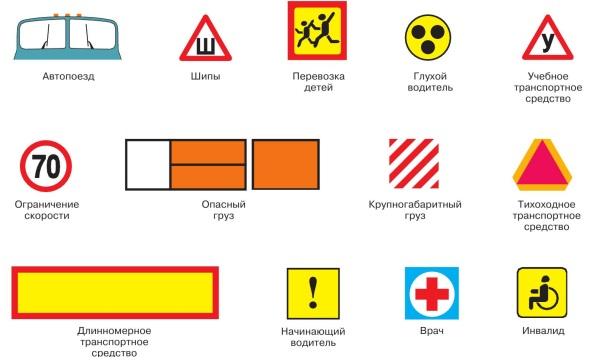 Ш
У
Автопоезд
Шипы
Перевозка
детей
Глухой
водитель
Учебное
транспортное
средство
70
Ограничение
скорости
Опасный
груз
Крупногабаритный
груз
Тихоходное
транспортное
средство
!
Длинномерное
транспортное
средство
Начинающий
водитель
Врач
Инвалид